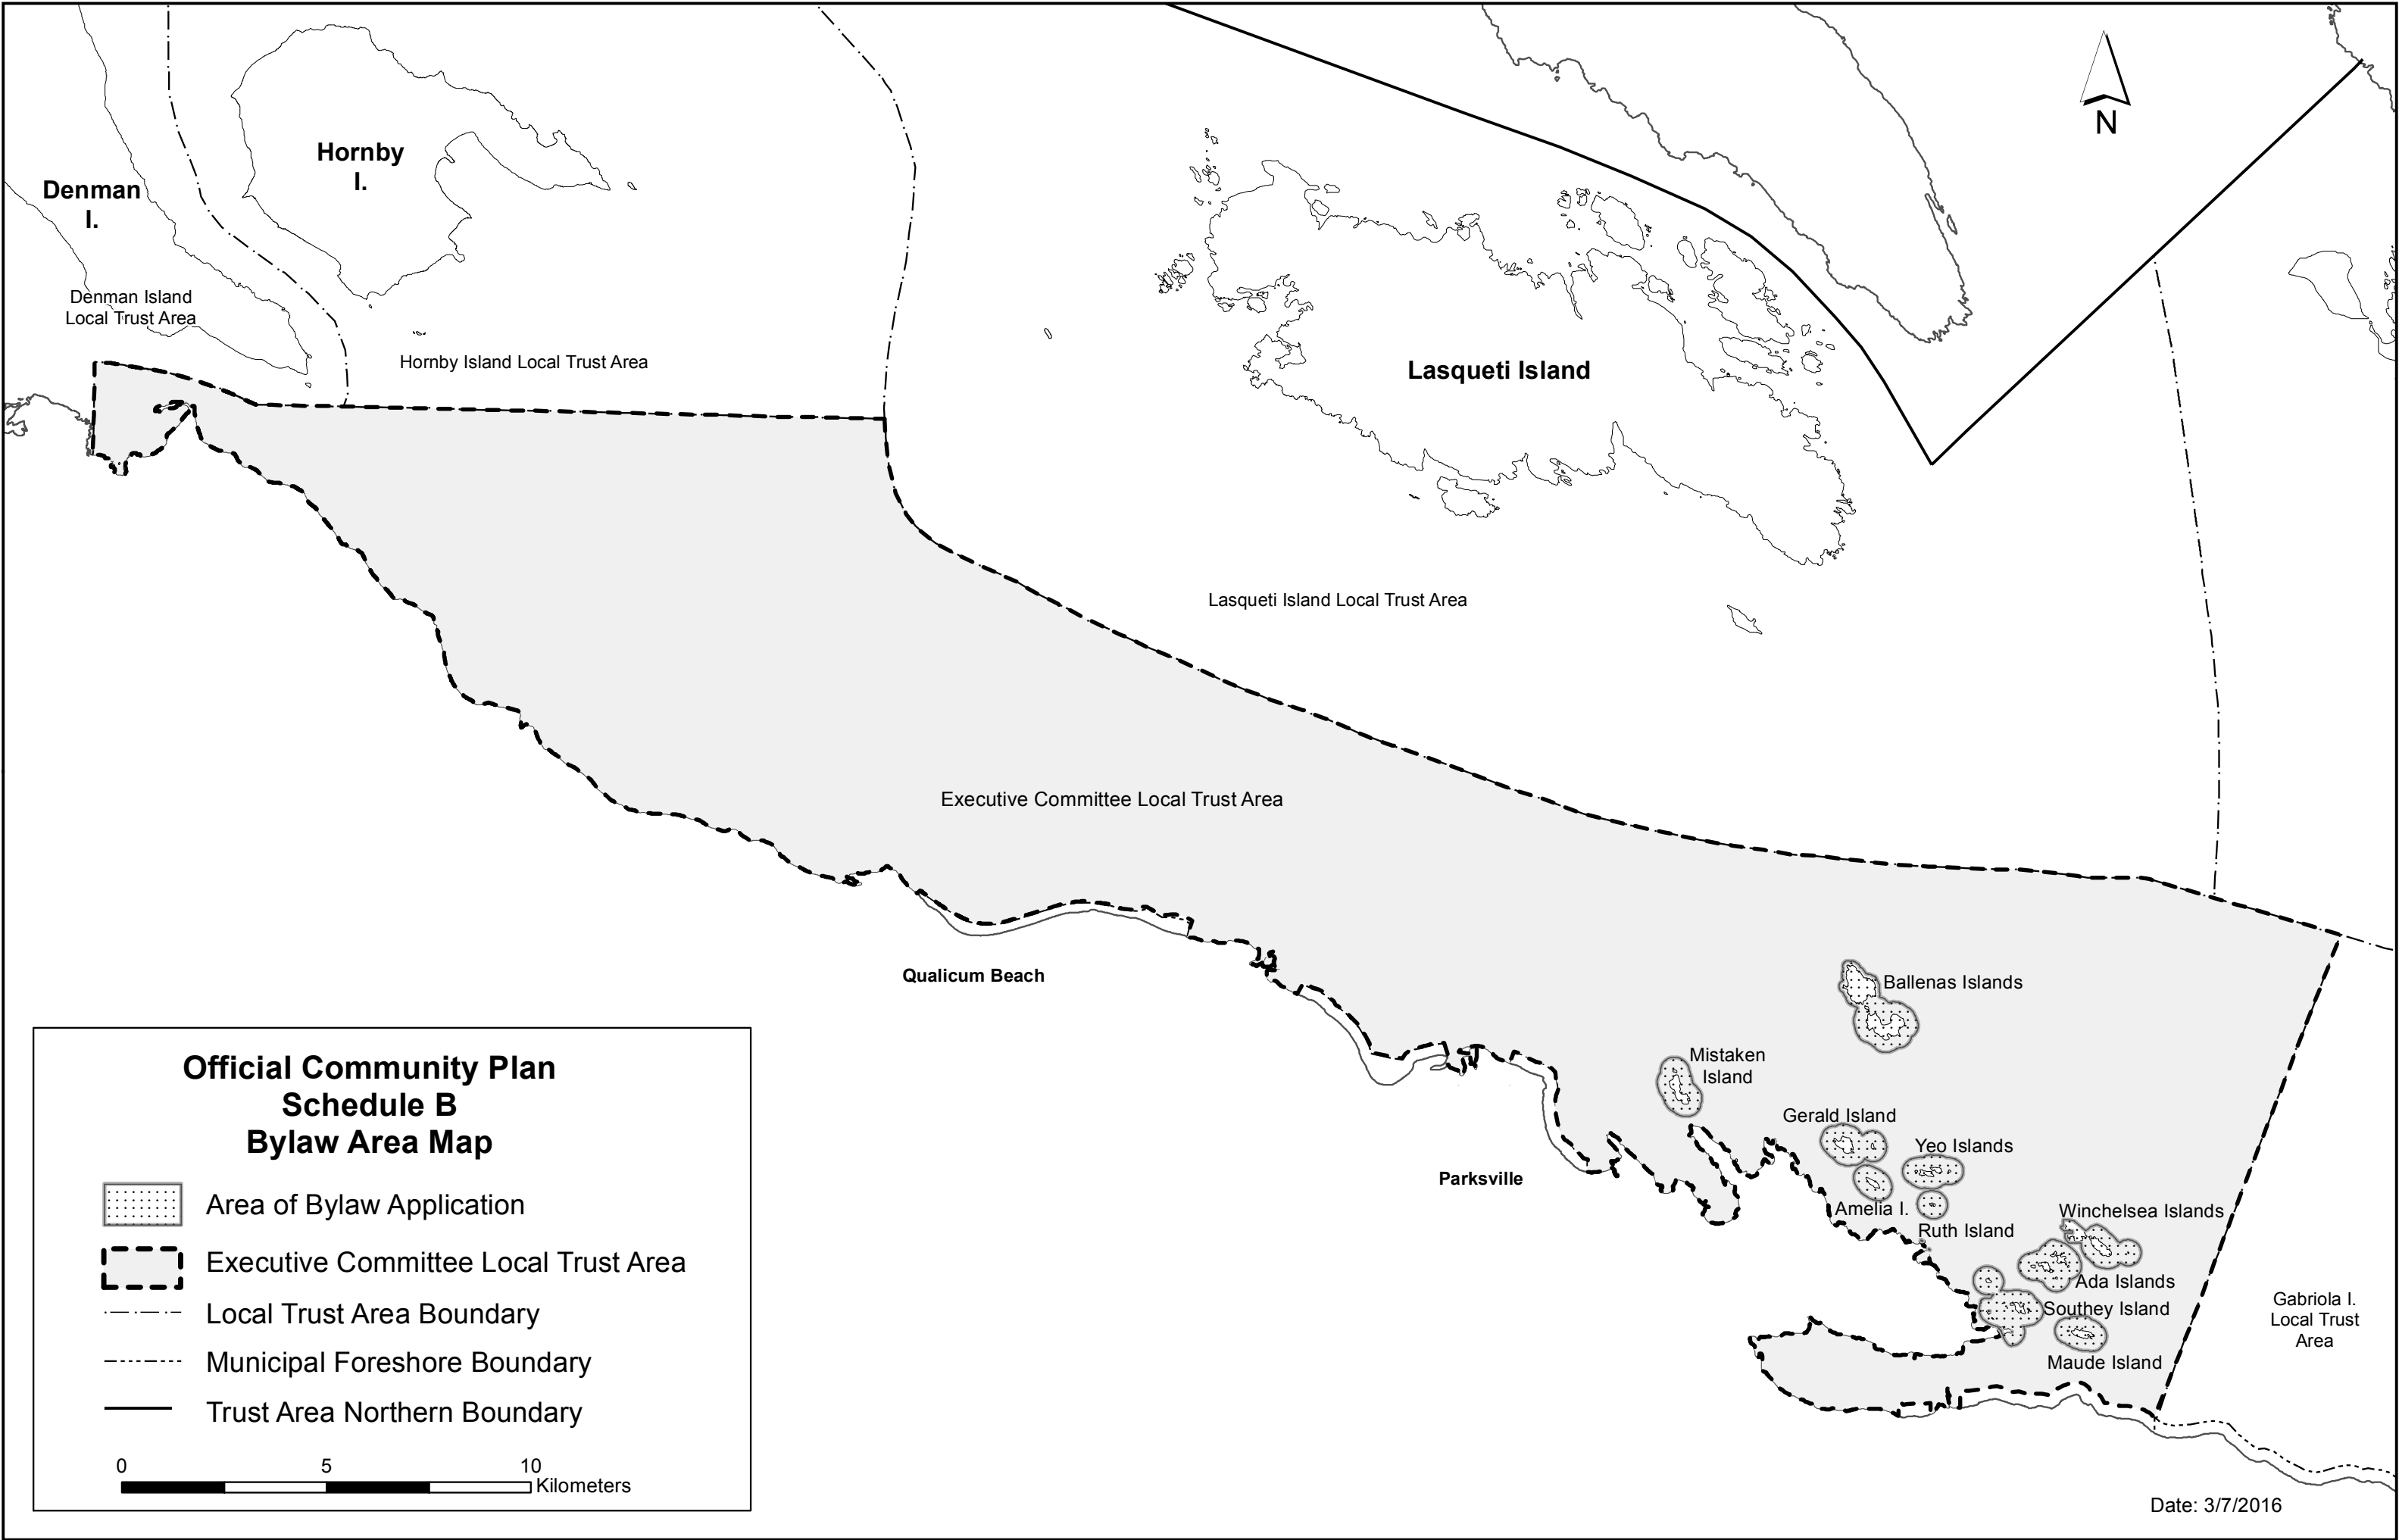 N
Hornby
I.
Denman
I.
Denman Island
Local Trust Area
Hornby Island Local Trust Area
Lasqueti Island
Lasqueti Island Local Trust Area
Executive Committee Local Trust Area
Qualicum Beach
Ballenas Islands
Mistaken
Island
Gerald Island
Yeo Islands
Parksville
Amelia I.
Ruth Island
Winchelsea Islands
Ada Islands
Southey Island
Maude Island
Gabriola I.
Local Trust
Area
Official Community Plan
Schedule B
Bylaw Area Map
Area of Bylaw Application
Executive Committee Local Trust Area
Local Trust Area Boundary
Municipal Foreshore Boundary
Trust Area Northern Boundary
0 5 10
Kilometers
Date: 3/7/2016